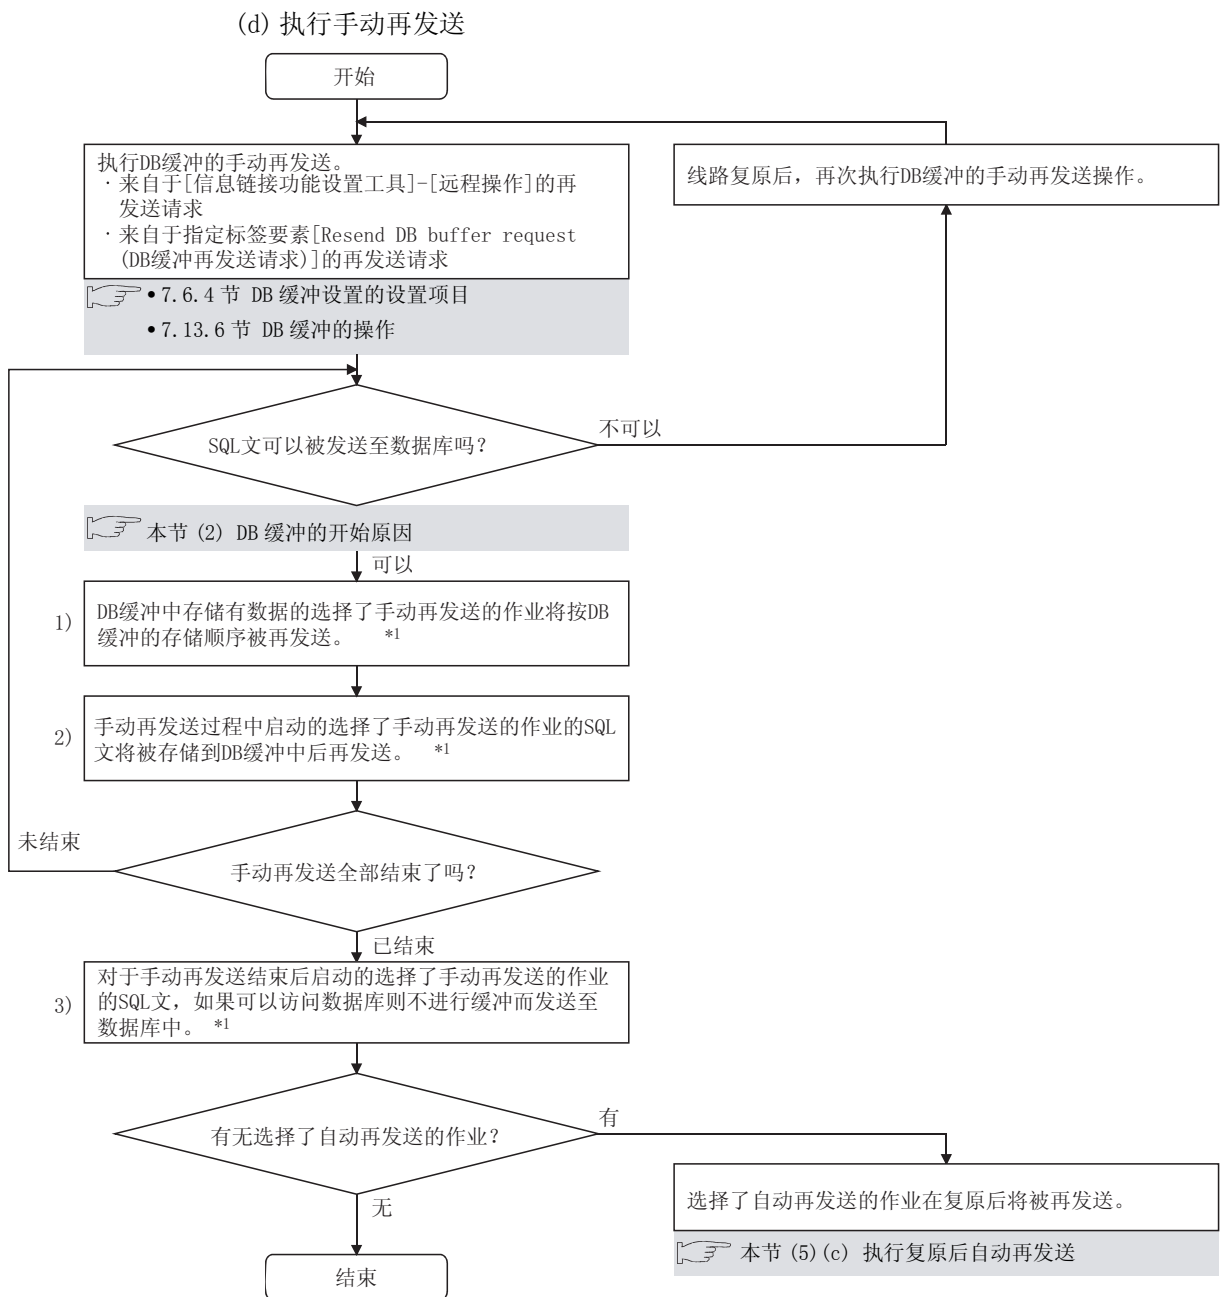 (d) 执行手动再发送
开始
执行DB缓冲的手动再发送。
·来自于[信息链接功能设置工具]-[远程操作]的再
发送请求
·来自于指定标签要素[Resend DB buffer request
(DB缓冲再发送请求)]的再发送请求
•7.6.4 节 DB 缓冲设置的设置项目
•7.13.6 节 DB 缓冲的操作
线路复原后，再次执行DB缓冲的手动再发送操作。
SQL文可以被发送至数据库吗？
不可以
本节 (2) DB 缓冲的开始原因
可以
1)
DB缓冲中存储有数据的选择了手动再发送的作业将按DB
缓冲的存储顺序被再发送。 *1
2)
手动再发送过程中启动的选择了手动再发送的作业的SQL
文将被存储到DB缓冲中后再发送。 *1
未结束
手动再发送全部结束了吗？
已结束
3)
对于手动再发送结束后启动的选择了手动再发送的作业
的SQL文，如果可以访问数据库则不进行缓冲而发送至
数据库中。 *1
有无选择了自动再发送的作业？
有
选择了自动再发送的作业在复原后将被再发送。
本节 (5)(c) 执行复原后自动再发送
无
结束